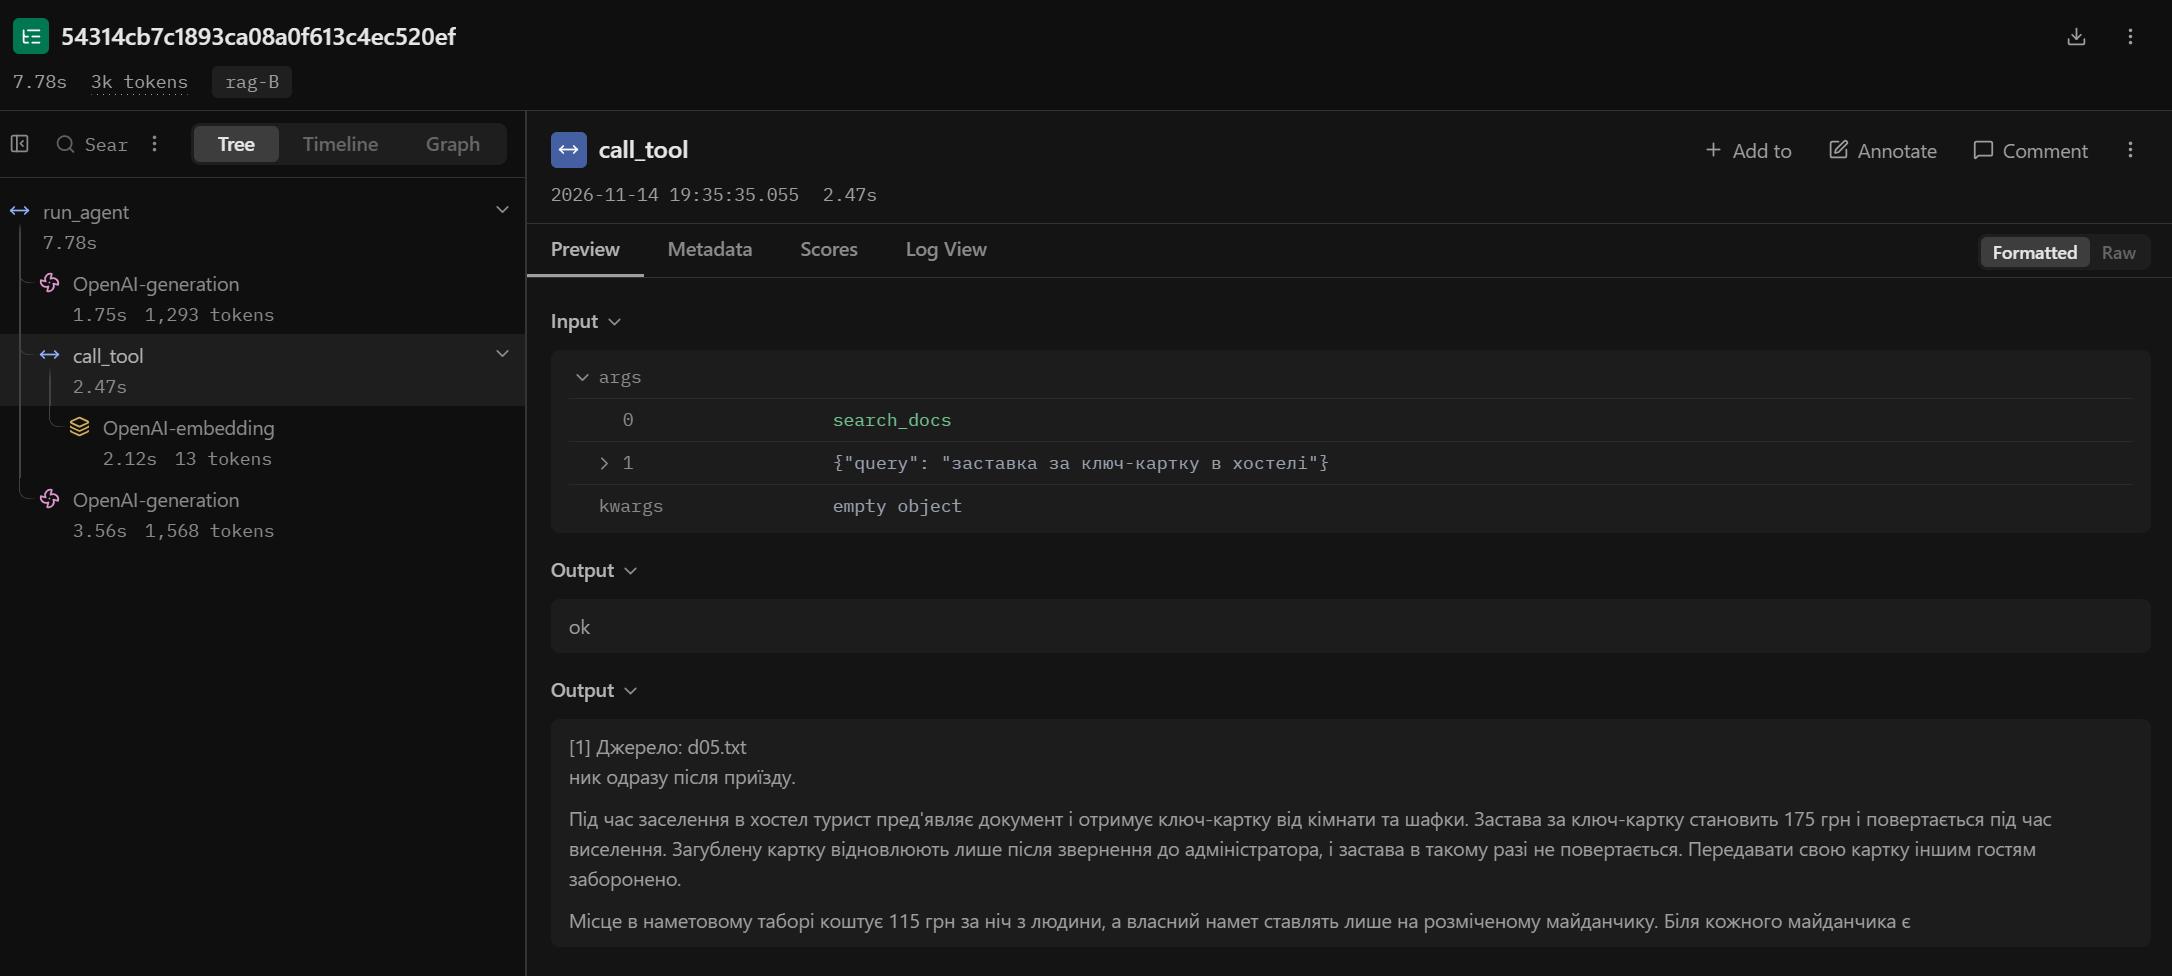 54314cb7c1893ca08a0f613c4ec520ef
7.78s 3k tokens rag-B
Sear Tree Timeline Graph
run_agent
7.78s
OpenAI-generation
1.75s 1,293 tokens
call_tool
2.47s
OpenAI-embedding
2.12s 13 tokens
OpenAI-generation
3.56s 1,568 tokens
call_tool
Add to Annotate Comment
2026-11-14 19:35:35.055 2.47s
Preview Metadata Scores Log View
Formatted Raw
Input
args
0 search_docs
1 {"query": "заставка за ключ-картку в хостелі"}
kwargs empty object
Output
ok
Output
[1] Джерело: d05.txt
ник одразу після приїзду.
Під час заселення в хостел турист пред'являє документ і отримує ключ-картку від кімнати та шафки. Застава за ключ-картку становить 175 грн і повертається під час
виселення. Загублену картку відновлюють лише після звернення до адміністратора, і застава в такому разі не повертається. Передавати свою картку іншим гостям
заборонено.
Місце в наметовому таборі коштує 115 грн за ніч з людини, а власний намет ставлять лише на розміченому майданчику. Біля кожного майданчика є